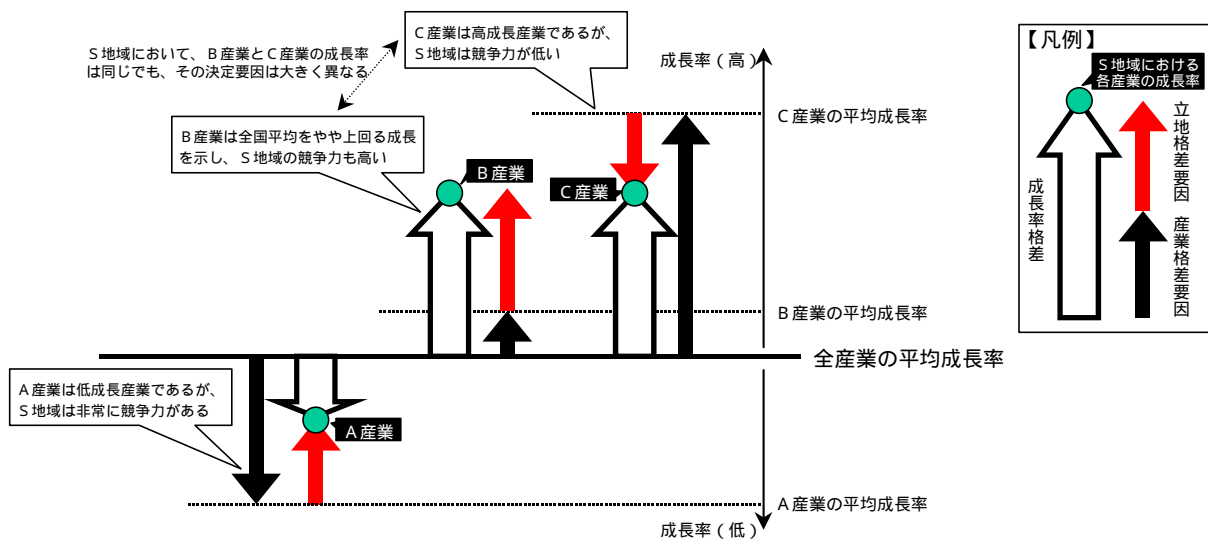 S地域において、B産業とC産業の成長率
は同じでも、その決定要因は大きく異なる
C産業は高成長産業であるが、
S地域は競争力が低い
成長率(高)
C産業の平均成長率
B産業は全国平均をやや上回る成長
を示し、S地域の競争力も高い
B産業
C産業
B産業の平均成長率
全産業の平均成長率
A産業は低成長産業であるが、
S地域は非常に競争力がある
A産業
A産業の平均成長率
成長率(低)
【凡例】
S地域における
各産業の成長率
成長率格差
立地格差要因
産業格差要因